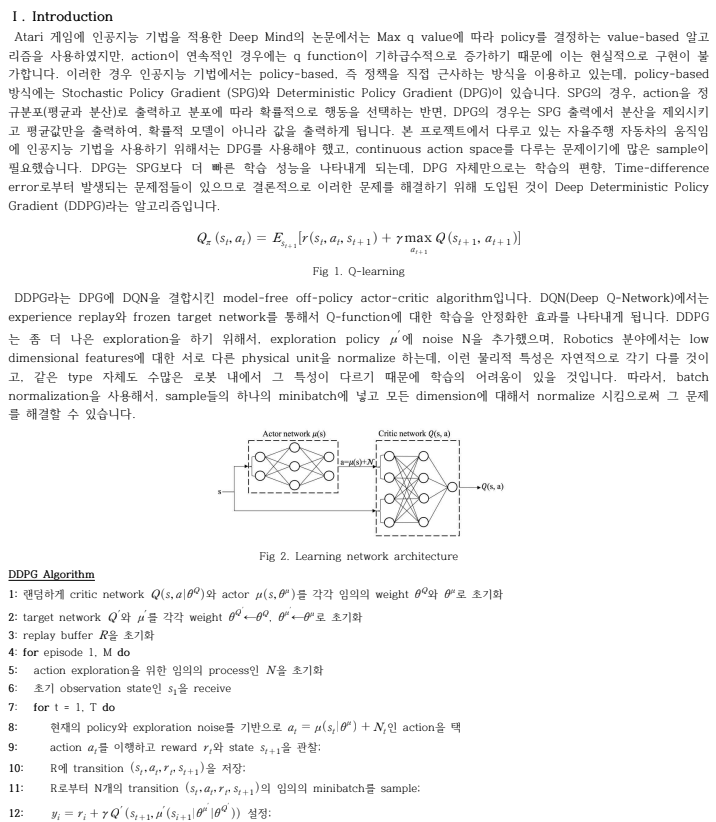 Ⅰ. Introduction
Atari 게임에 인공지능 기법을 적용한 Deep Mind의 논문에서는 Max q value에 따라 policy를 결정하는 value-based 알고
리즘을 사용하였지만, action이 연속적인 경우에는 q function이 기하급수적으로 증가하기 때문에 이는 현실적으로 구현이 불
가합니다. 이러한 경우 인공지능 기법에서는 policy-based, 즉 정책을 직접 근사하는 방식을 이용하고 있는데, policy-based
방식에는 Stochastic Policy Gradient (SPG)와 Deterministic Policy Gradient (DPG)이 있습니다. SPG의 경우, action을 정
규분포(평균과 분산)로 출력하고 분포에 따라 확률적으로 행동을 선택하는 반면, DPG의 경우는 SPG 출력에서 분산을 제외시키
고 평균값만을 출력하여, 확률적 모델이 아니라 값을 출력하게 됩니다. 본 프로젝트에서 다루고 있는 자율주행 자동차의 움직임
에 인공지능 기법을 사용하기 위해서는 DPG를 사용해야 했고, continuous action space를 다루는 문제이기에 많은 sample이
필요했습니다. DPG는 SPG보다 더 빠른 학습 성능을 나타내게 되는데, DPG 자체만으로는 학습의 편향, Time-difference
error로부터 발생되는 문제점들이 있으므로 결론적으로 이러한 문제를 해결하기 위해 도입된 것이 Deep Deterministic Policy
Gradient (DDPG)라는 알고리즘입니다.
Q_π(s_t, a_t) = E_{s_{t+1}}[r(s_t, a_t, s_{t+1}) + γ max_{a_{t+1}} Q(s_{t+1}, a_{t+1})]
Fig 1. Q-learning
DDPG라는 DPG에 DQN을 결합시킨 model-free off-policy actor-critic algorithm입니다. DQN(Deep Q-Network)에서는
experience replay와 frozen target network를 통해서 Q-function에 대한 학습을 안정화한 효과를 나타내게 됩니다. DDPG
는 좀 더 나은 exploration을 하기 위해서, exploration policy μ′에 noise N을 추가했으며, Robotics 분야에서는 low
dimensional features에 대한 서로 다른 physical unit을 normalize 하는데, 이런 물리적 특성은 자연적으로 각기 다를 것이
고, 같은 type 자체도 수많은 로봇 내에서 그 특성이 다르기 때문에 학습의 어려움이 있을 것입니다. 따라서, batch
normalization을 사용해서, sample들의 하나의 minibatch에 넣고 모든 dimension에 대해서 normalize 시킴으로써 그 문제
를 해결할 수 있습니다.
Actor network μ(s)
Critic network Q(s, a)
a=μ(s)+N
s
Q(s, a)
Fig 2. Learning network architecture
DDPG Algorithm
1: 랜덤하게 critic network Q(s,a|θ^Q)와 actor μ(s,θ^μ)를 각각 임의의 weight θ^Q와 θ^μ로 초기화
2: target network Q′와 μ′를 각각 weight θ^{Q′}←θ^Q, θ^{μ′}←θ^μ로 초기화
3: replay buffer R을 초기화
4: for episode 1, M do
5: action exploration을 위한 임의의 process인 N을 초기화
6: 초기 observation state인 s_1을 receive
7: for t = 1, T do
8: 현재의 policy와 exploration noise를 기반으로 a_t = μ(s_t|θ^μ) + N_t인 action을 택
9: action a_t를 이행하고 reward r_t와 state s_{t+1}을 관찰;
10: R에 transition (s_t,a_t,r_t,s_{t+1})을 저장;
11: R로부터 N개의 transition (s_t,a_t,r_t,s_{t+1})의 임의의 minibatch를 sample;
12: y_i = r_i + γQ′(s_{t+1},μ′(s_{i+1}|θ^{μ′}|θ^{Q′})) 설정;